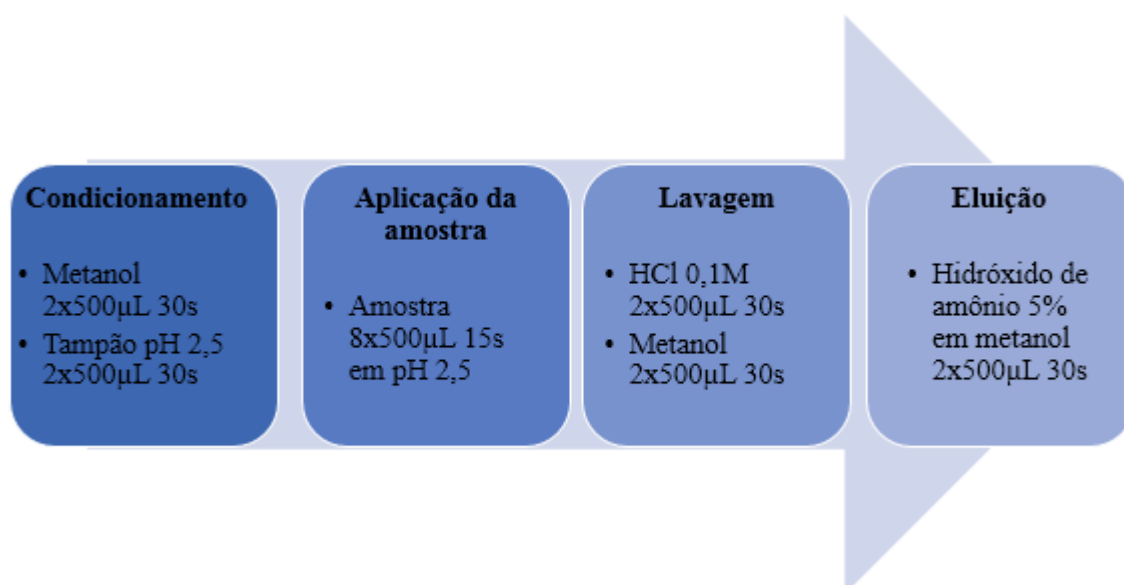 Condicionamento
• Metanol
2x500µL 30s
• Tampão pH 2,5
2x500µL 30s
Aplicação da
amostra
• Amostra
8x500µL 15s
em pH 2,5
Lavagem
• HCl 0,1M
2x500µL 30s
• Metanol
2x500µL 30s
Eluição
• Hidróxido de
amônio 5%
em metanol
2x500µL 30s